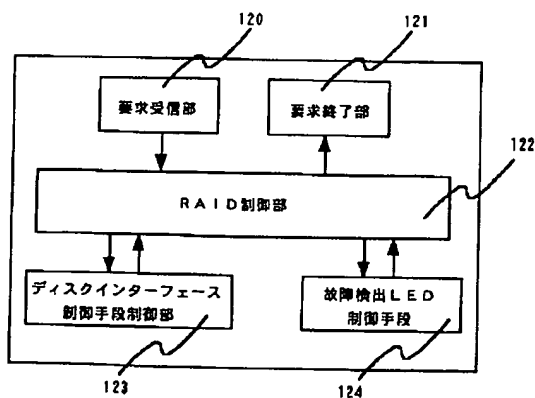 120
121
要求受信部
要求終了部
122
RAID制御部
ディスクインターフェース
制御手段制御部
故障検出LED
制御手段
123
124